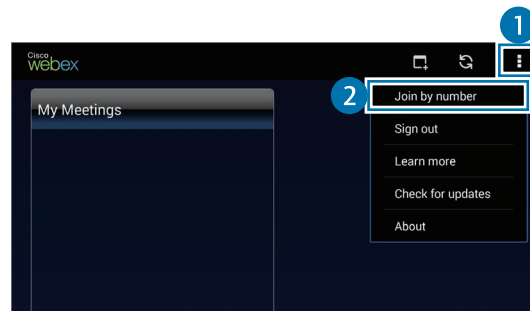 1
Cisco
webex
2
Join by number
My Meetings
Sign out
Learn more
Check for updates
About